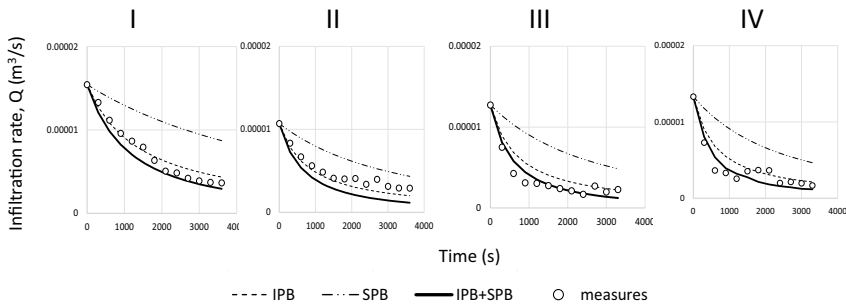 I II III IV
Infiltration rate, Q (m³/s)
0.00002 0.00002 0.00002 0.00002
0.00001 0.00001 0.00001 0.00001
0 0 0 0
0 1000 2000 3000 4000 0 1000 2000 3000 4000 0 1000 2000 3000 4000 0 1000 2000 3000 4000
Time (s)
IPB SPB IPB+SPB measures